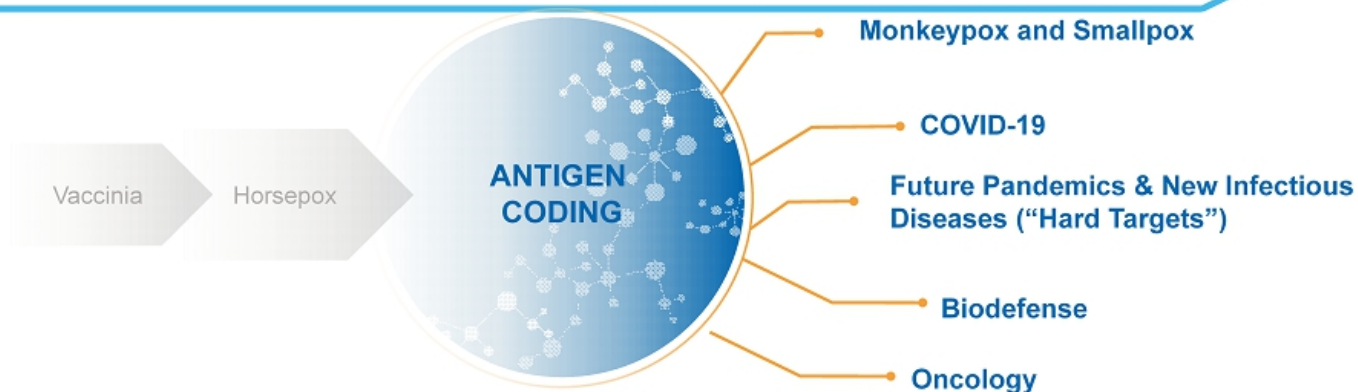 Vaccinia
Horsepox
ANTIGEN
CODING
Monkeypox and Smallpox
COVID-19
Future Pandemics & New Infectious
Diseases (“Hard Targets”)
Biodefense
Oncology